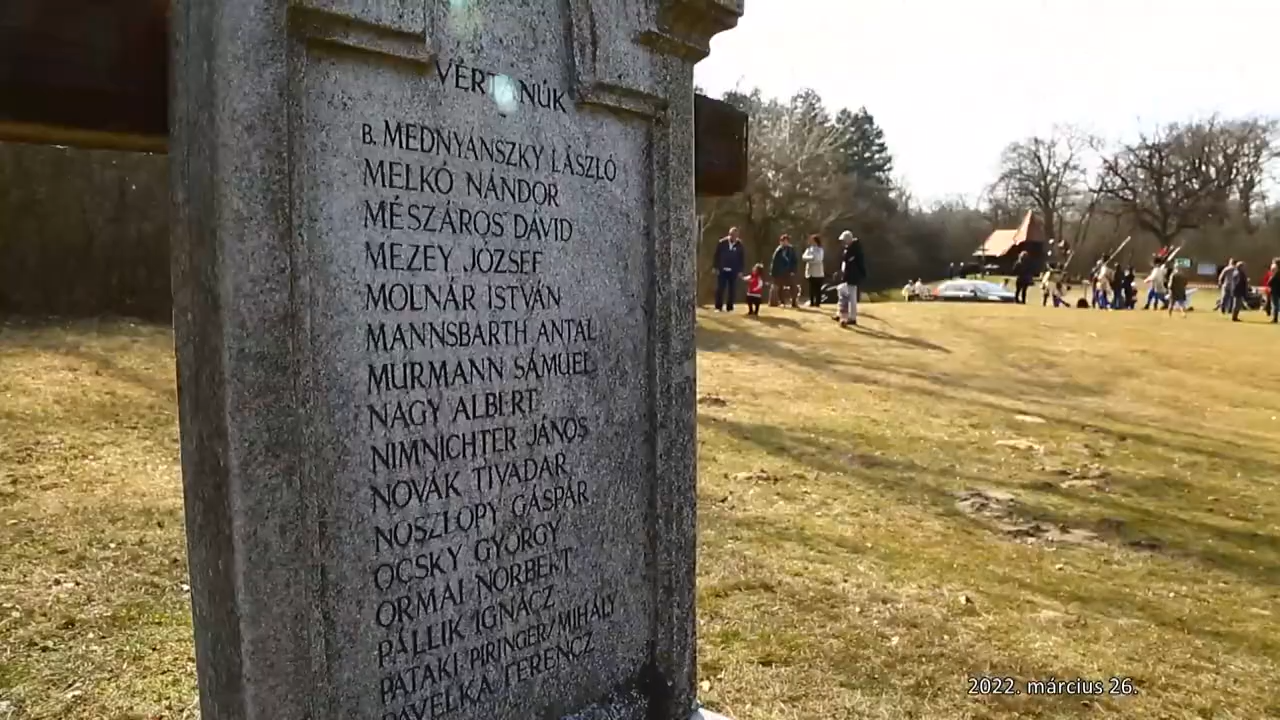 VÉRTANÚK
B. MEDNYÁNSZKY LÁSZLÓ
MELKÓ NÁNDOR
MÉSZÁROS DÁVID
MEZEY JÓZSEF
MOLNÁR ISTVÁN
MANNSBARTH ANTAL
MURMANN SÁMUEL
NAGY ALBERT
NIMNICHTER JÁNOS
NOVÁK TIVADAR
NOSZLOPY GÁSPÁR
OCSKY GYÖRGY
ORMAI NORBERT
PALLIK IGNÁCZ
PATAKI PIRINGER/MIHÁLY
PAVELKA FERENCZ
2022. március 26.